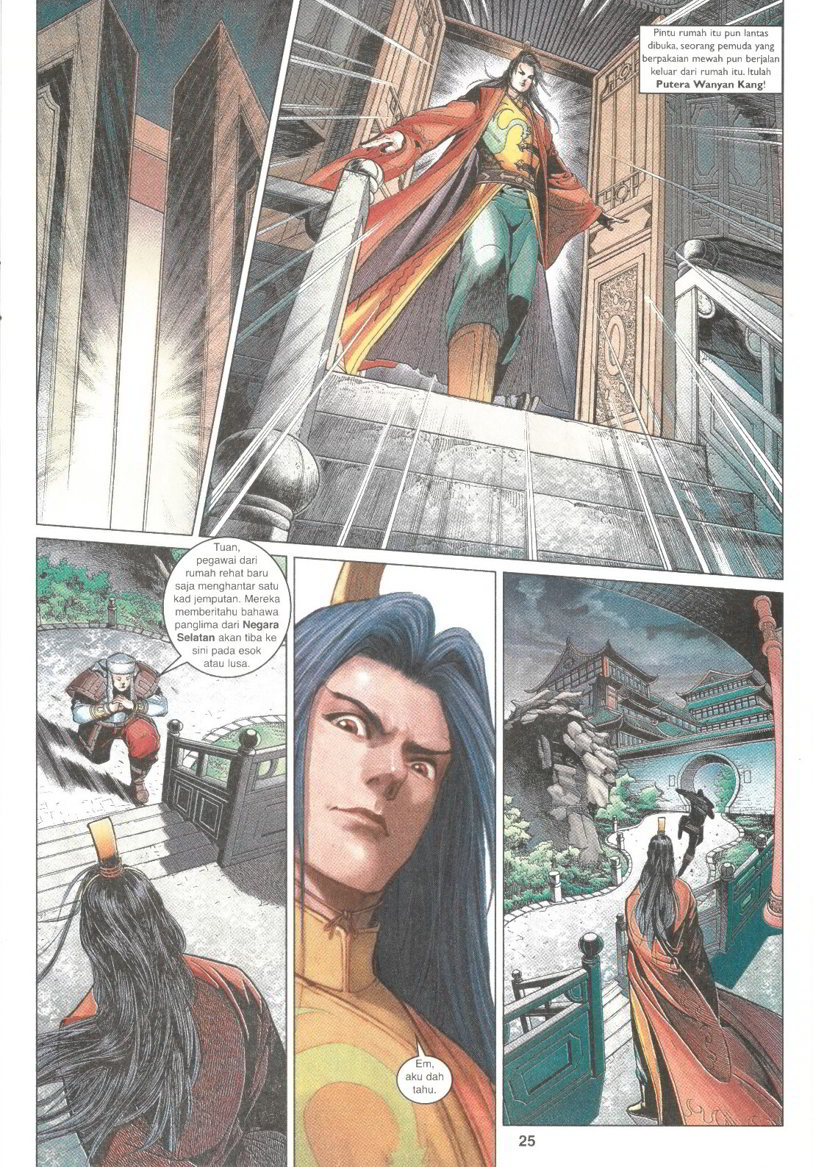 Pintu rumah itu pun lantas
dibuka, seorang pemuda yang
berpakaian mewah pun berjalan
keluar dari rumah itu. Itulah
Putera Wanyan Kang!
Tuan,
pegawai dari
rumah rehat baru
saja menghantar satu
kad jemputan. Mereka
memberitahu bahawa
panglima dari Negara
Selatan akan tiba ke
sini pada esok
atau lusa.
Em,
aku dah
tahu.
25